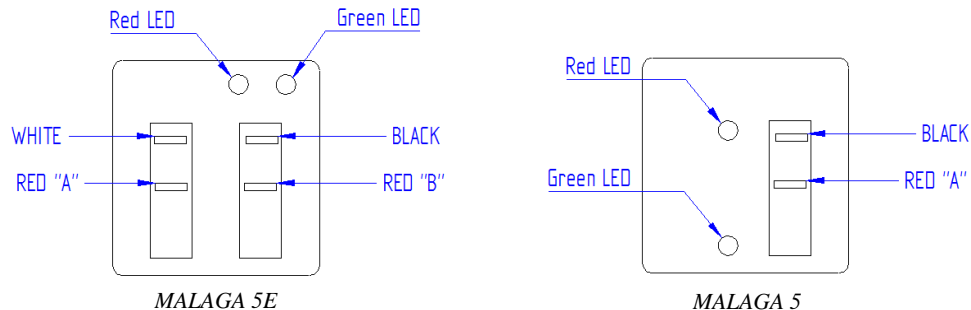 Red LED
Green LED
WHITE
BLACK
RED "A"
RED "B"
MALAGA 5E
Red LED
BLACK
Green LED
RED "A"
MALAGA 5